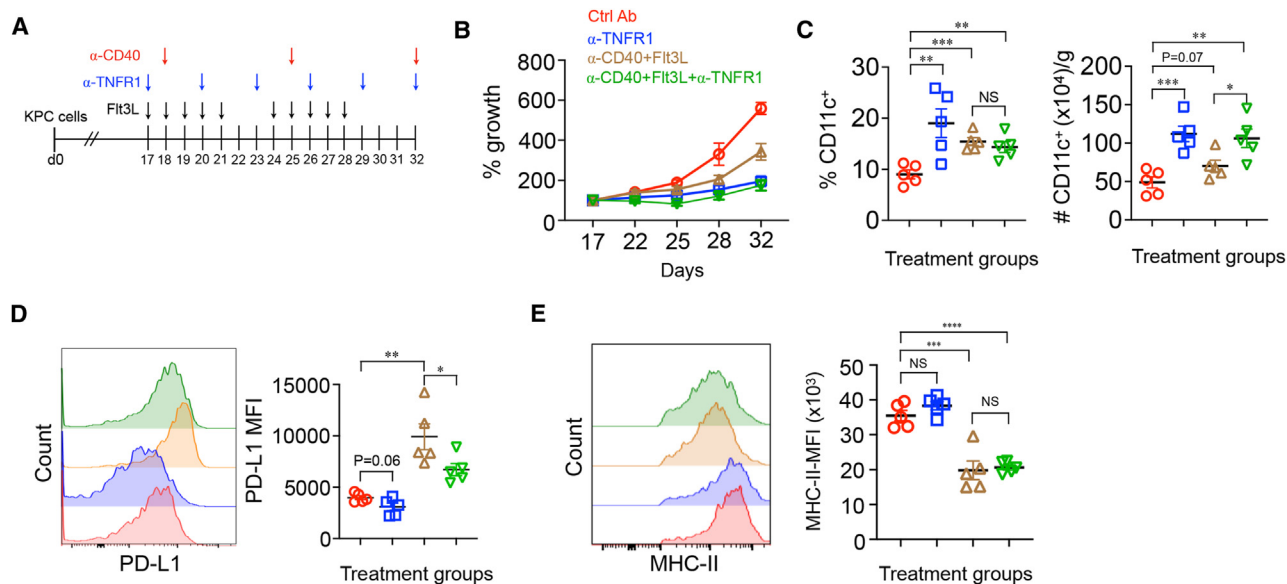 A
α-CD40
α-TNFR1
KPC cells
Flt3L
d0
17 18 19 20 21 22 23 24 25 26 27 28 29 30 31 32
B
Ctrl Ab
α-TNFR1
α-CD40+Flt3L
α-CD40+Flt3L+α-TNFR1
% growth
800
600
400
200
0
17 22 25 28 32
Days
C
% CD11c+
30
20
10
0
**
***
**
NS
Treatment groups
# CD11c+ (x10⁴)/g
200
150
100
50
0
**
P=0.07
***
*
Treatment groups
D
Count
PD-L1
PD-L1 MFI
15000
10000
5000
0
**
*
P=0.06
Treatment groups
E
Count
MHC-II
MHC-II-MFI (x10³)
50
40
30
20
10
0
****
***
NS
NS
Treatment groups